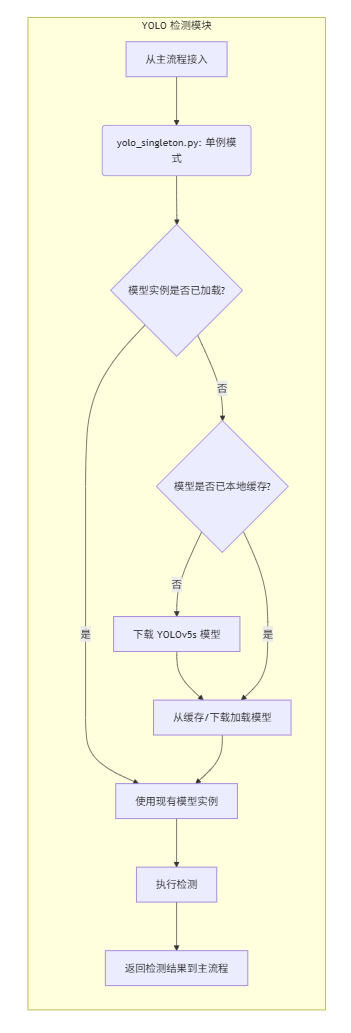 YOLO 检测模块
从主流程接入
yolo_singleton.py: 单例模
式
模型实例是否已加载?
否
模型是否已本地缓存?
否
下载 YOLOv5s 模型
是
是
从缓存/下载加载模型
使用现有模型实例
执行检测
返回检测结果到主流程